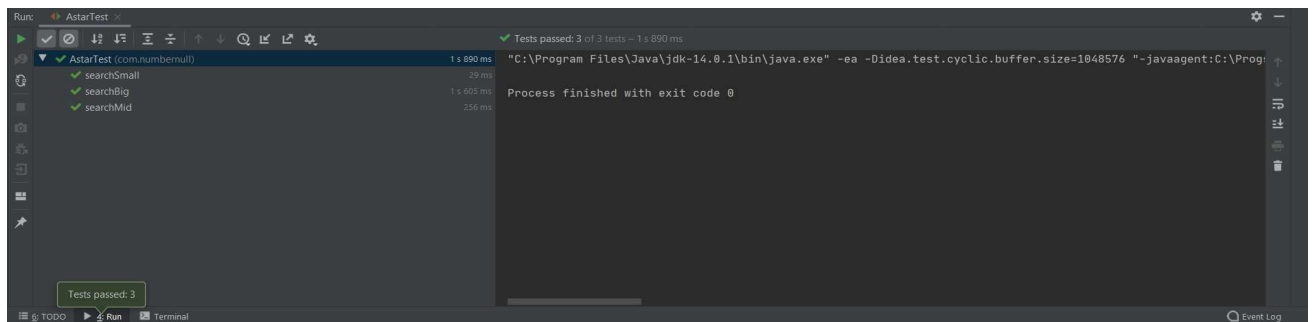 Run: AstarTest ×
Tests passed: 3 of 3 tests – 1 s 890 ms
AstarTest (com.numbernull) 1 s 890 ms
searchSmall 29 ms
searchBig 1 s 605 ms
searchMid 256 ms
"C:\Program Files\Java\jdk-14.0.1\bin\java.exe" -ea -Didea.test.cyclic.buffer.size=1048576 "-javaagent:C:\Prog
Process finished with exit code 0
Tests passed: 3
6: TODO 4: Run Terminal Event Log